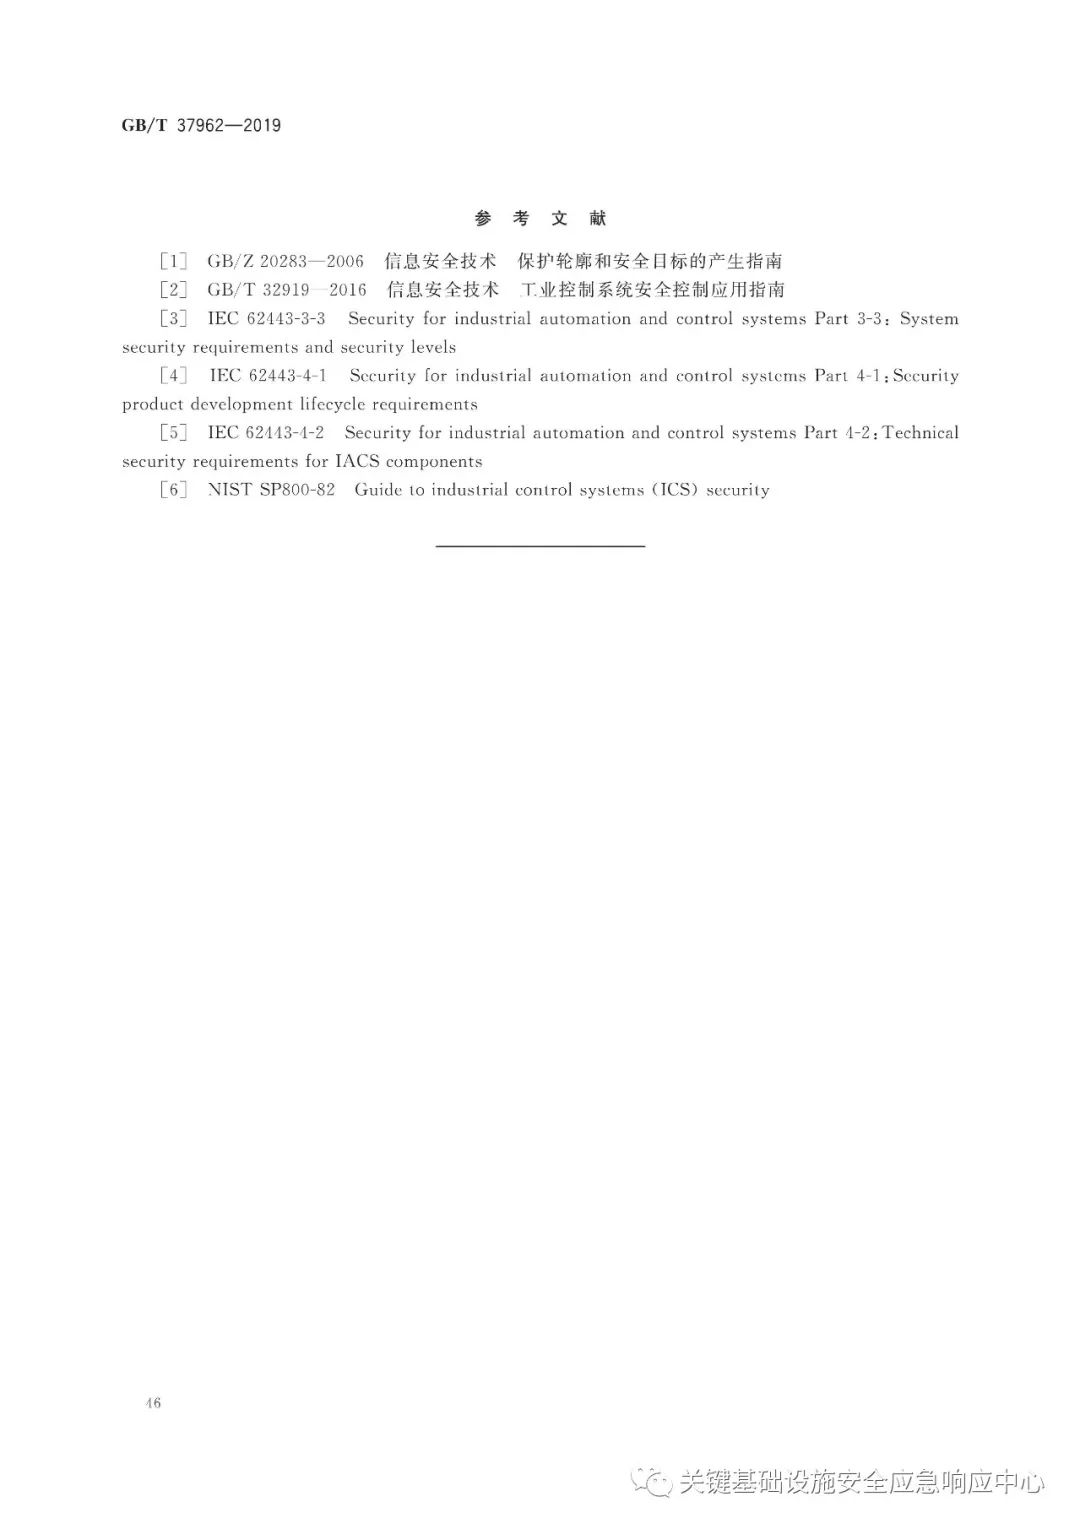 GB/T 37962—2019
参 考 文 献
[1] GB/Z 20283—2006 信息安全技术 保护轮廓和安全目标的产生指南
[2] GB/T 32919—2016 信息安全技术 工业控制系统安全控制应用指南
[3] IEC 62443-3-3 Security for industrial automation and control systems Part 3-3: System
security requirements and security levels
[4] IEC 62443-4-1 Security for industrial automation and control systems Part 4-1:Security
product development lifecycle requirements
[5] IEC 62443-4-2 Security for industrial automation and control systems Part 4-2:Technical
security requirements for IACS components
[6] NIST SP800-82 Guide to industrial control systems (ICS) security
46
关键基础设施安全应急响应中心